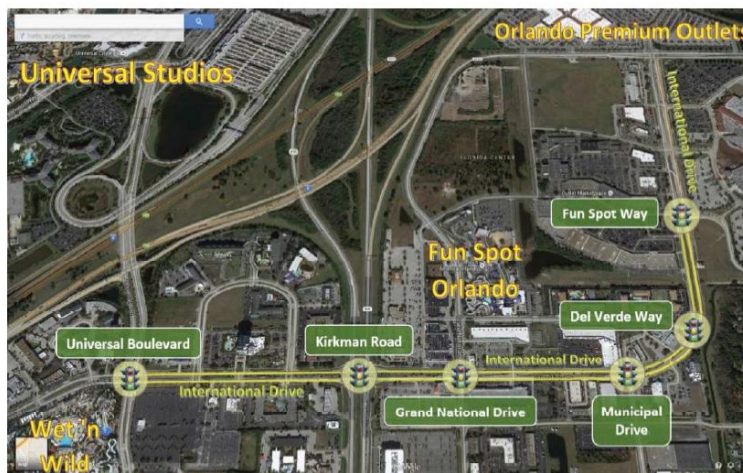 Orlando Premium Outlets
Universal Studios
International Drive
Fun Spot Way
Fun Spot
Orlando
Del Verde Way
Universal Boulevard
Kirkman Road
International Drive
International Drive
Grand National Drive
Municipal
Drive
Wet 'n
Wild